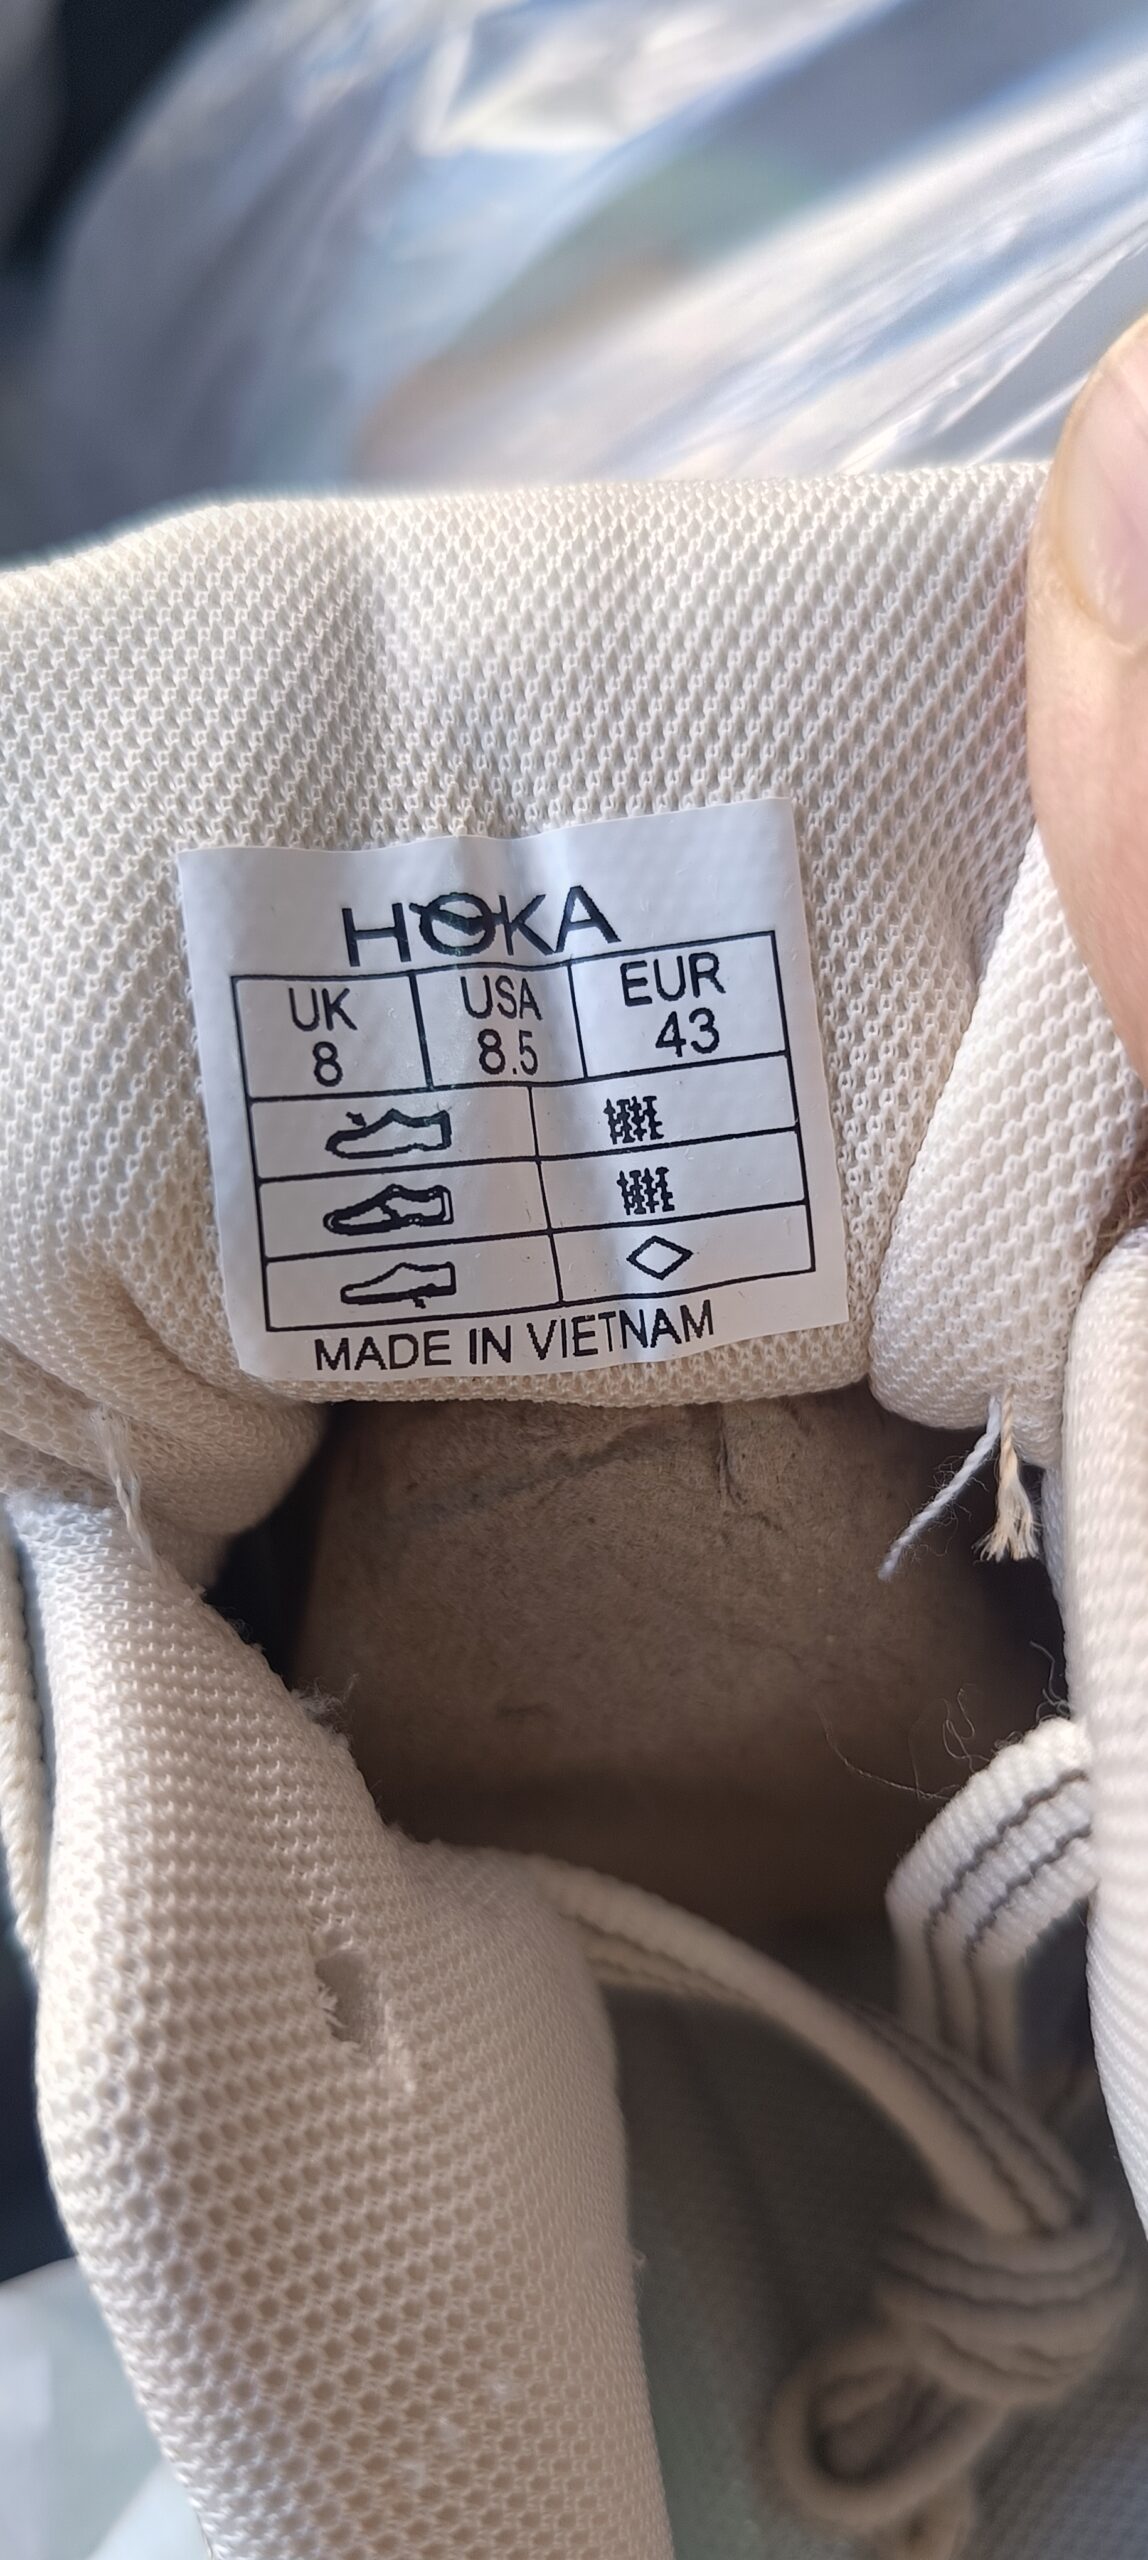 HOKA
UK USA EUR
8 8.5 43
MADE IN VIETNAM